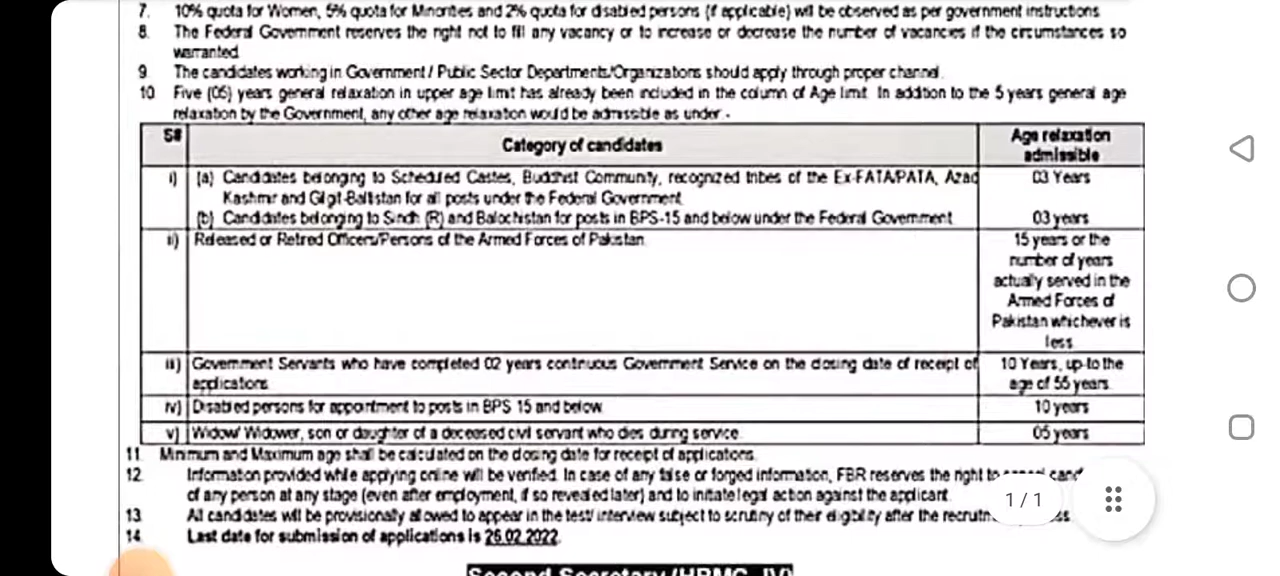 7. 10% quota for Women, 5% quota for Minorities and 2% quota for disabled persons (if applicable) will be observed as per government instructions
8. The Federal Government reserves the right not to fill any vacancy or to increase or decrease the number of vacancies if the circumstances so
warranted.
9. The candidates working in Government / Public Sector Departments/Organizations should apply through proper channel.
10. Five (05) years general relaxation in upper age limit has already been included in the column of Age limit. In addition to the 5 years general age
relaxation by the Government, any other age relaxation would be admissible as under -
S# Category of candidates Age relaxation
admissible
i) (a) Candidates belonging to Scheduled Castes, Buddhist Community, recognized tribes of the Ex-FATA/PATA, Azad 03 Years
Kashmir and Gilgit-Baltistan for all posts under the Federal Government.
(b) Candidates belonging to Sindh (R) and Balochistan for posts in BPS-15 and below under the Federal Government 03 years
ii) Released or Retired Officers/Persons of the Armed Forces of Pakistan. 15 years or the
number of years
actually served in the
Armed Forces of
Pakistan whichever is
less
iii) Government Servants who have completed 02 years continuous Government Service on the closing date of receipt of 10 Years, up-to the
applications age of 55 years.
iv) Disabled persons for appointment to posts in BPS 15 and below 10 years
v) Widow/ Widower, son or daughter of a deceased civil servant who dies during service. 05 years
11. Minimum and Maximum age shall be calculated on the closing date for receipt of applications.
12. Information provided while applying online will be verified. In case of any false or forged information, FBR reserves the right to
of any person at any stage (even after employment, if so revealed later) and to initiate legal action against the applicant.
1/1
13. All candidates will be provisionally allowed to appear in the test/ interview subject to scrutiny of their eligibility after the
14. Last date for submission of applications is 26.02.2022.
Second Secretary (HRMC-IV)